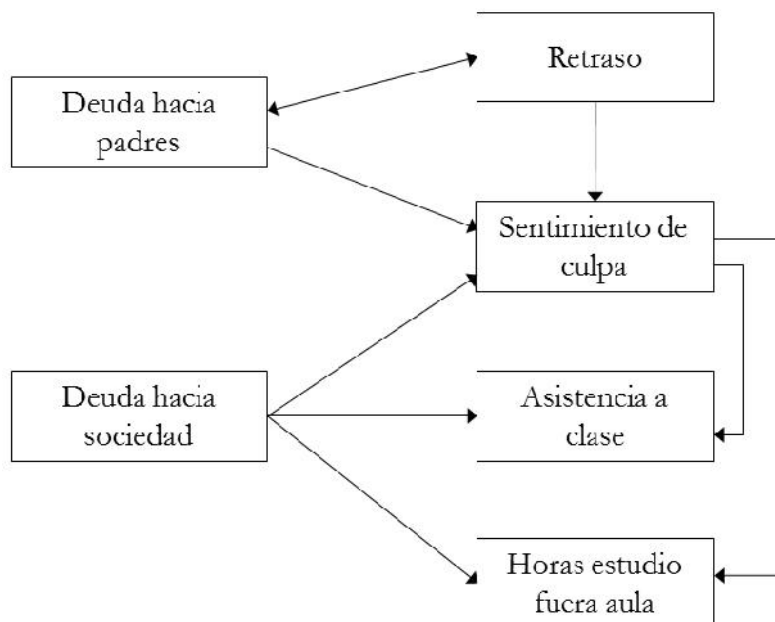 Retraso
Deuda hacia
padres
Sentimiento de
culpa
Deuda hacia
sociedad
Asistencia a
clase
Horas estudio
fuera aula